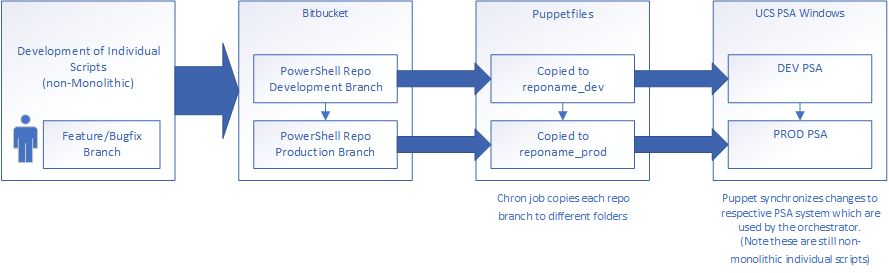 Development of Individual
Scripts
(non-Monolithic)
Feature/Bugfix
Branch
Bitbucket
PowerShell Repo
Development Branch
PowerShell Repo
Production Branch
Puppetfiles
Copied to
reponame_dev
Copied to
reponame_prod
Chron job copies each repo
branch to different folders
UCS PSA Windows
DEV PSA
PROD PSA
Puppet synchronizes changes to
respective PSA system which are
used by the orchestrator.
(Note these are still non-
monolithic individual scripts)